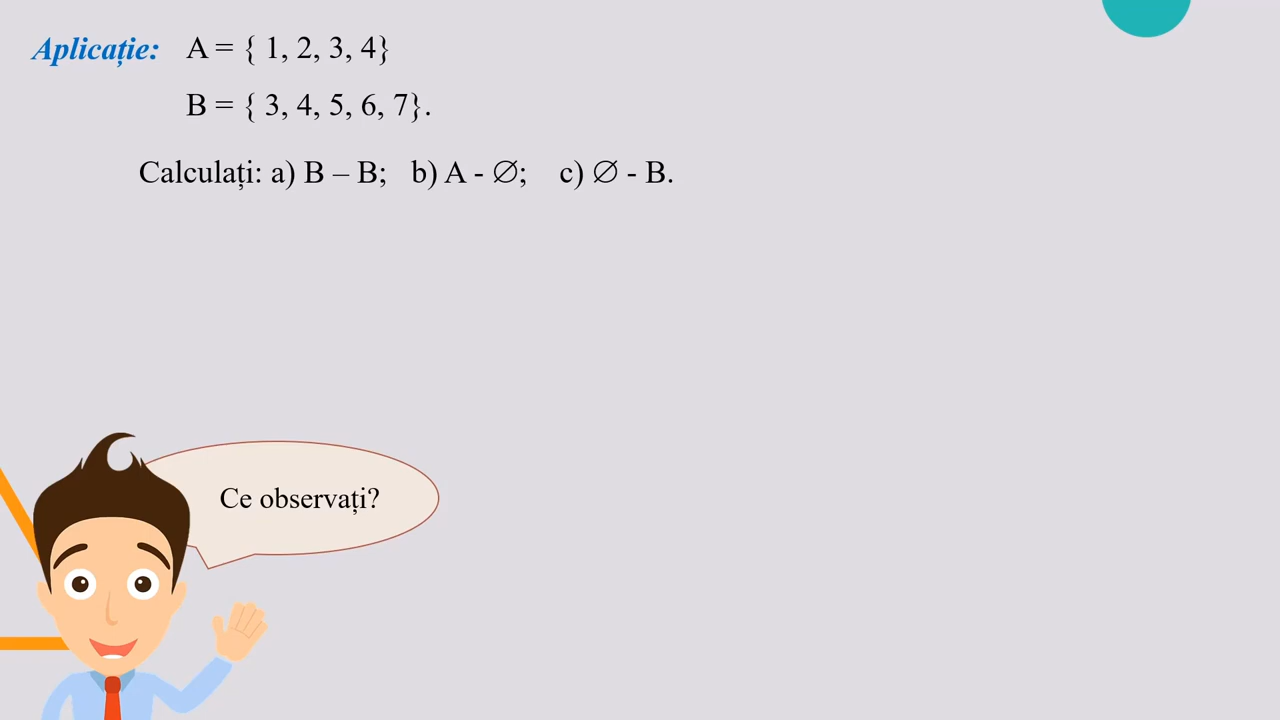 Aplicație: A = { 1, 2, 3, 4}
B = { 3, 4, 5, 6, 7}.
Calculați: a) B – B; b) A - ∅; c) ∅ - B.
Ce observați?